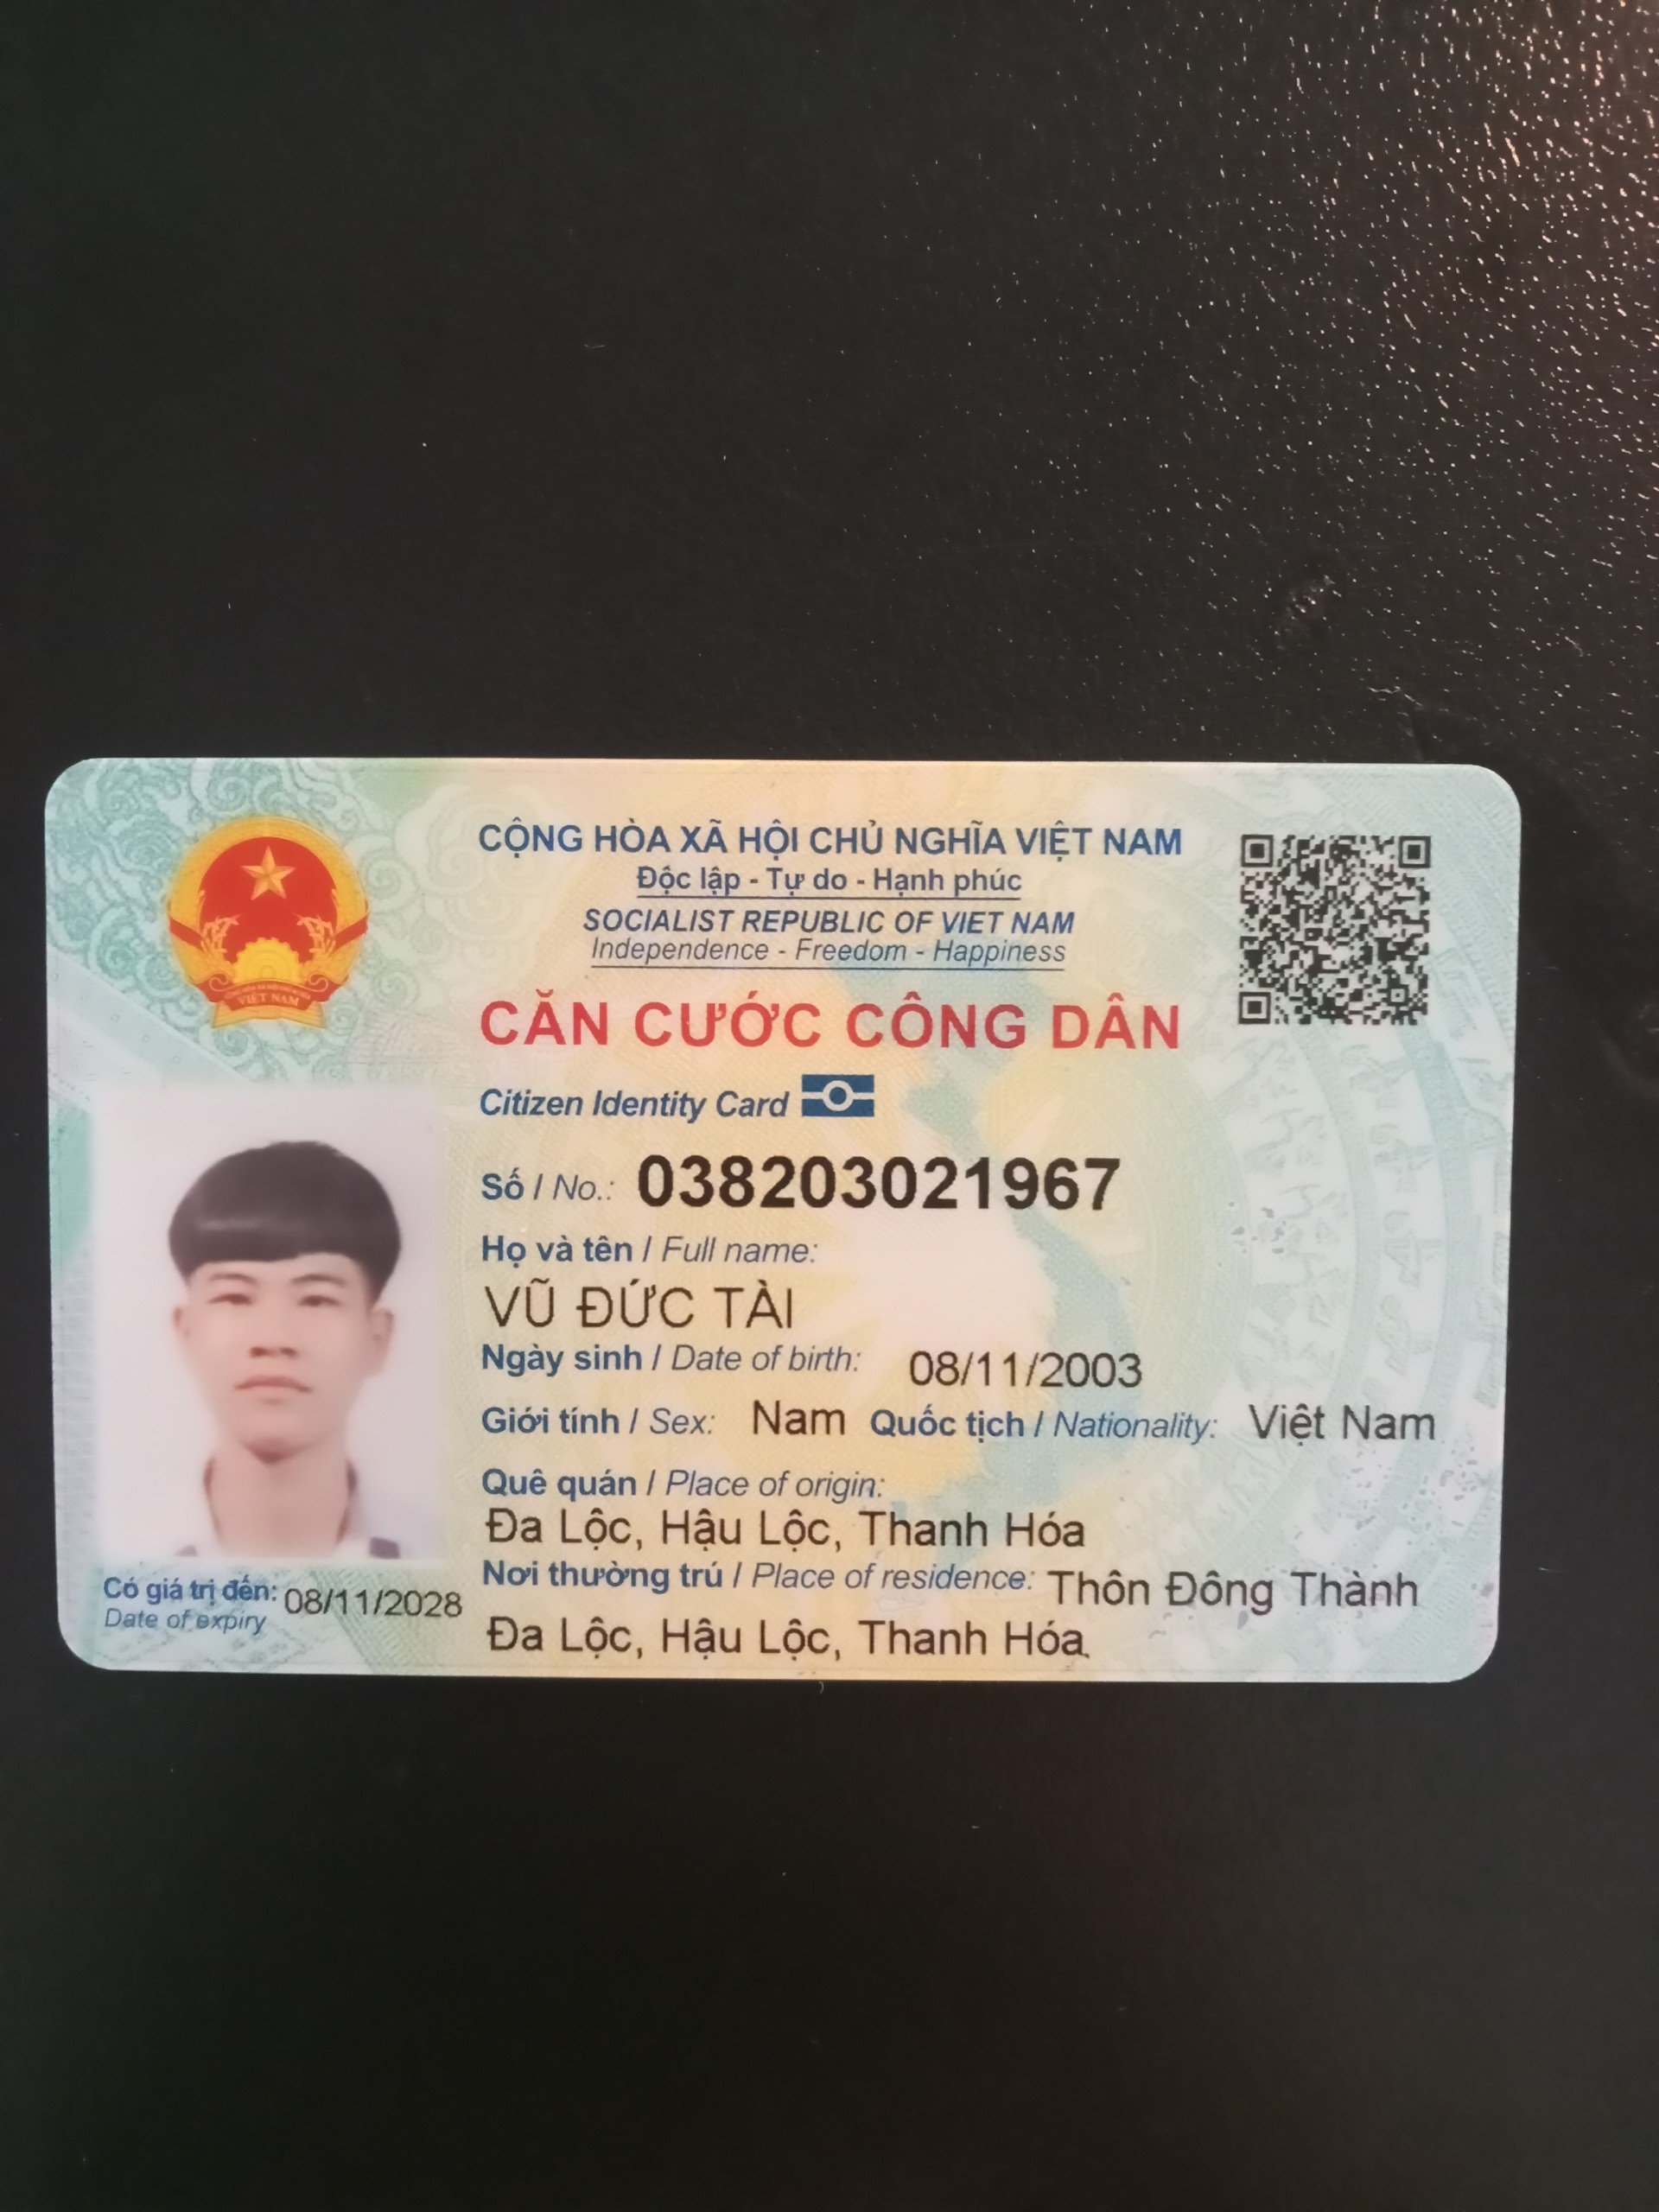 CỘNG HÒA XÃ HỘI CHỦ NGHĨA VIỆT NAM
Độc lập - Tự do - Hạnh phúc
SOCIALIST REPUBLIC OF VIET NAM
Independence - Freedom - Happiness
CĂN CƯỚC CÔNG DÂN
Citizen Identity Card
Số / No.: 038203021967
Họ và tên / Full name:
VŨ ĐỨC TÀI
Ngày sinh / Date of birth: 08/11/2003
Giới tính / Sex: Nam Quốc tịch / Nationality: Việt Nam
Quê quán / Place of origin:
Đa Lộc, Hậu Lộc, Thanh Hóa
Nơi thường trú / Place of residence: Thôn Đông Thành
Đa Lộc, Hậu Lộc, Thanh Hóa
Có giá trị đến: 08/11/2028
Date of expiry
VIỆT NAM